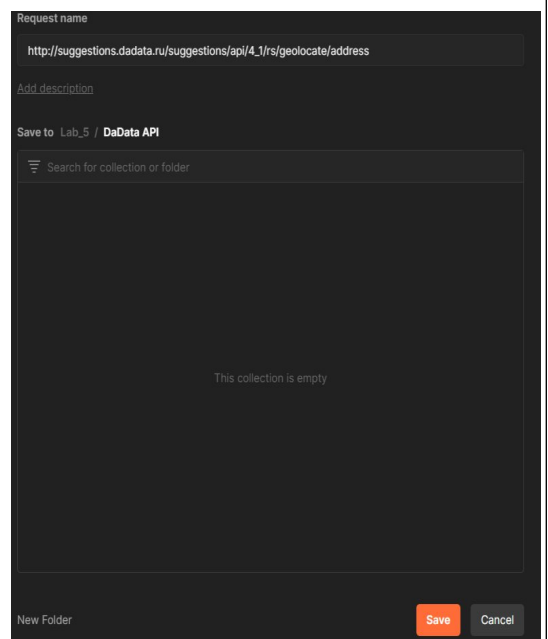 Request name
http://suggestions.dadata.ru/suggestions/api/4_1/rs/geolocate/address
Add description
Save to Lab_5 / DaData API
Search for collection or folder
This collection is empty
New Folder Save Cancel